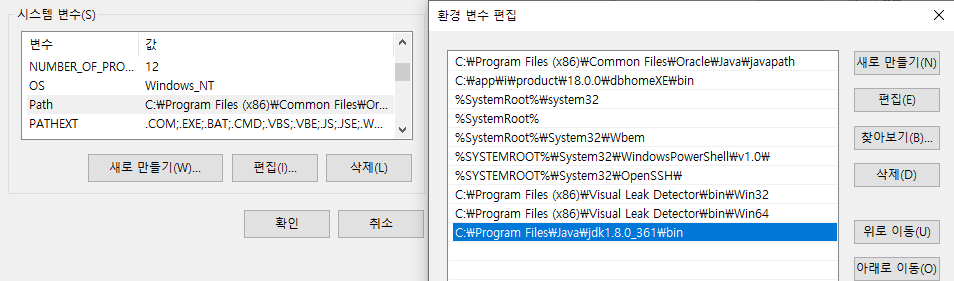 시스템 변수(S)
변수 값
NUMBER_OF_PRO... 12
OS Windows_NT
Path C:₩Program Files (x86)₩Common Files₩Or...
PATHEXT .COM;.EXE;.BAT;.CMD;.VBS;.VBE;.JS;.JSE;.W...
새로 만들기(W)... 편집(I)... 삭제(L)
확인 취소
환경 변수 편집
C:₩Program Files (x86)₩Common Files₩Oracle₩Java₩javapath
C:₩app₩i₩product₩18.0.0₩dbhomeXE₩bin
%SystemRoot%₩system32
%SystemRoot%
%SystemRoot%₩System32₩Wbem
%SYSTEMROOT%₩System32₩WindowsPowerShell₩v1.0₩
%SYSTEMROOT%₩System32₩OpenSSH₩
C:₩Program Files (x86)₩Visual Leak Detector₩bin₩Win32
C:₩Program Files (x86)₩Visual Leak Detector₩bin₩Win64
C:₩Program Files₩Java₩jdk1.8.0_361₩bin
새로 만들기(N)
편집(E)
찾아보기(B)...
삭제(D)
위로 이동(U)
아래로 이동(O)